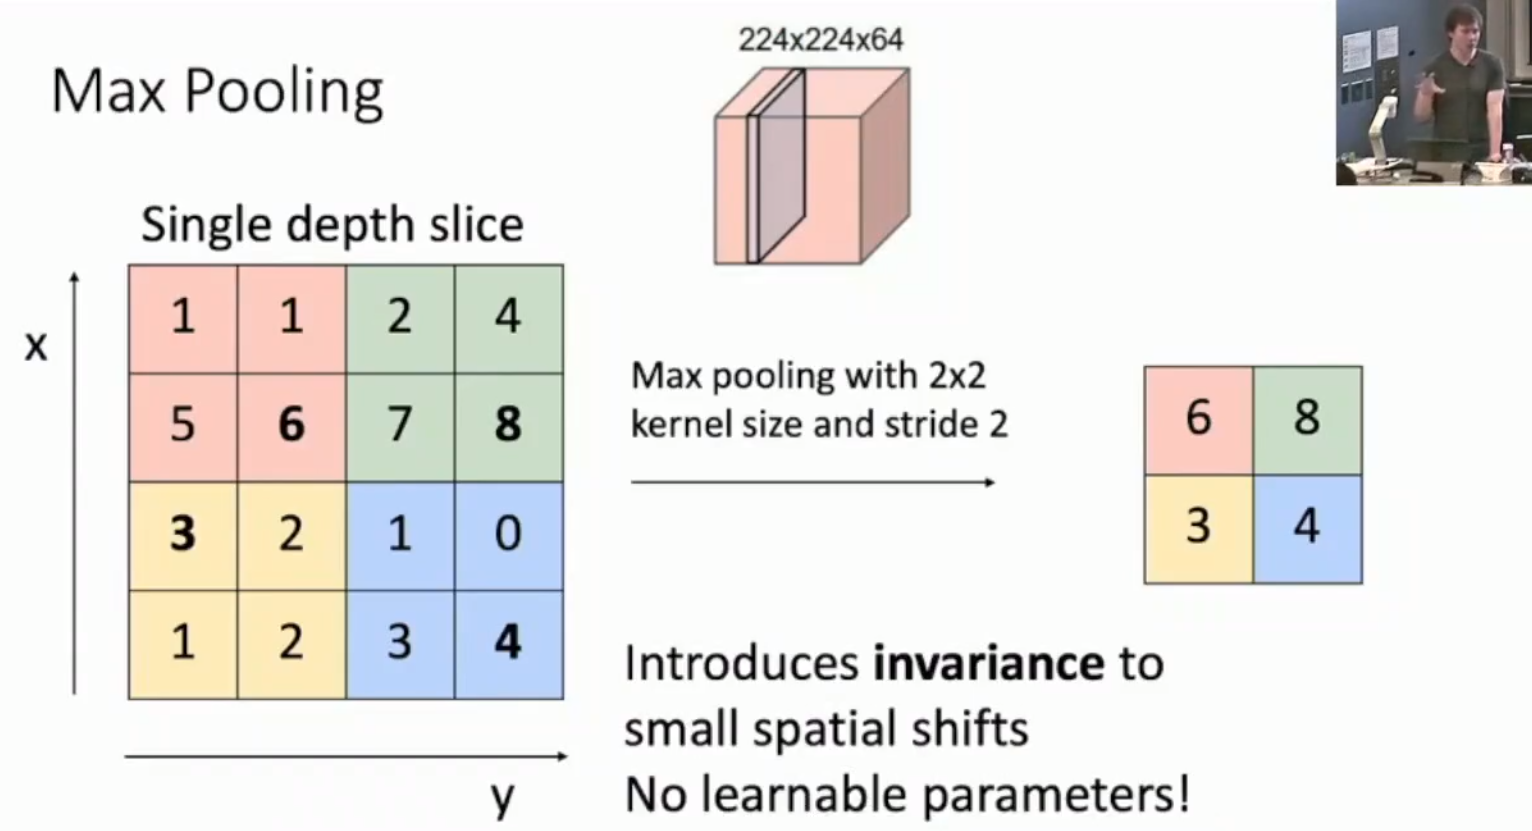 Max Pooling
224x224x64
Single depth slice
x
1 1 2 4
5 6 7 8
3 2 1 0
1 2 3 4
y
Max pooling with 2x2
kernel size and stride 2
6 8
3 4
Introduces invariance to
small spatial shifts
No learnable parameters!